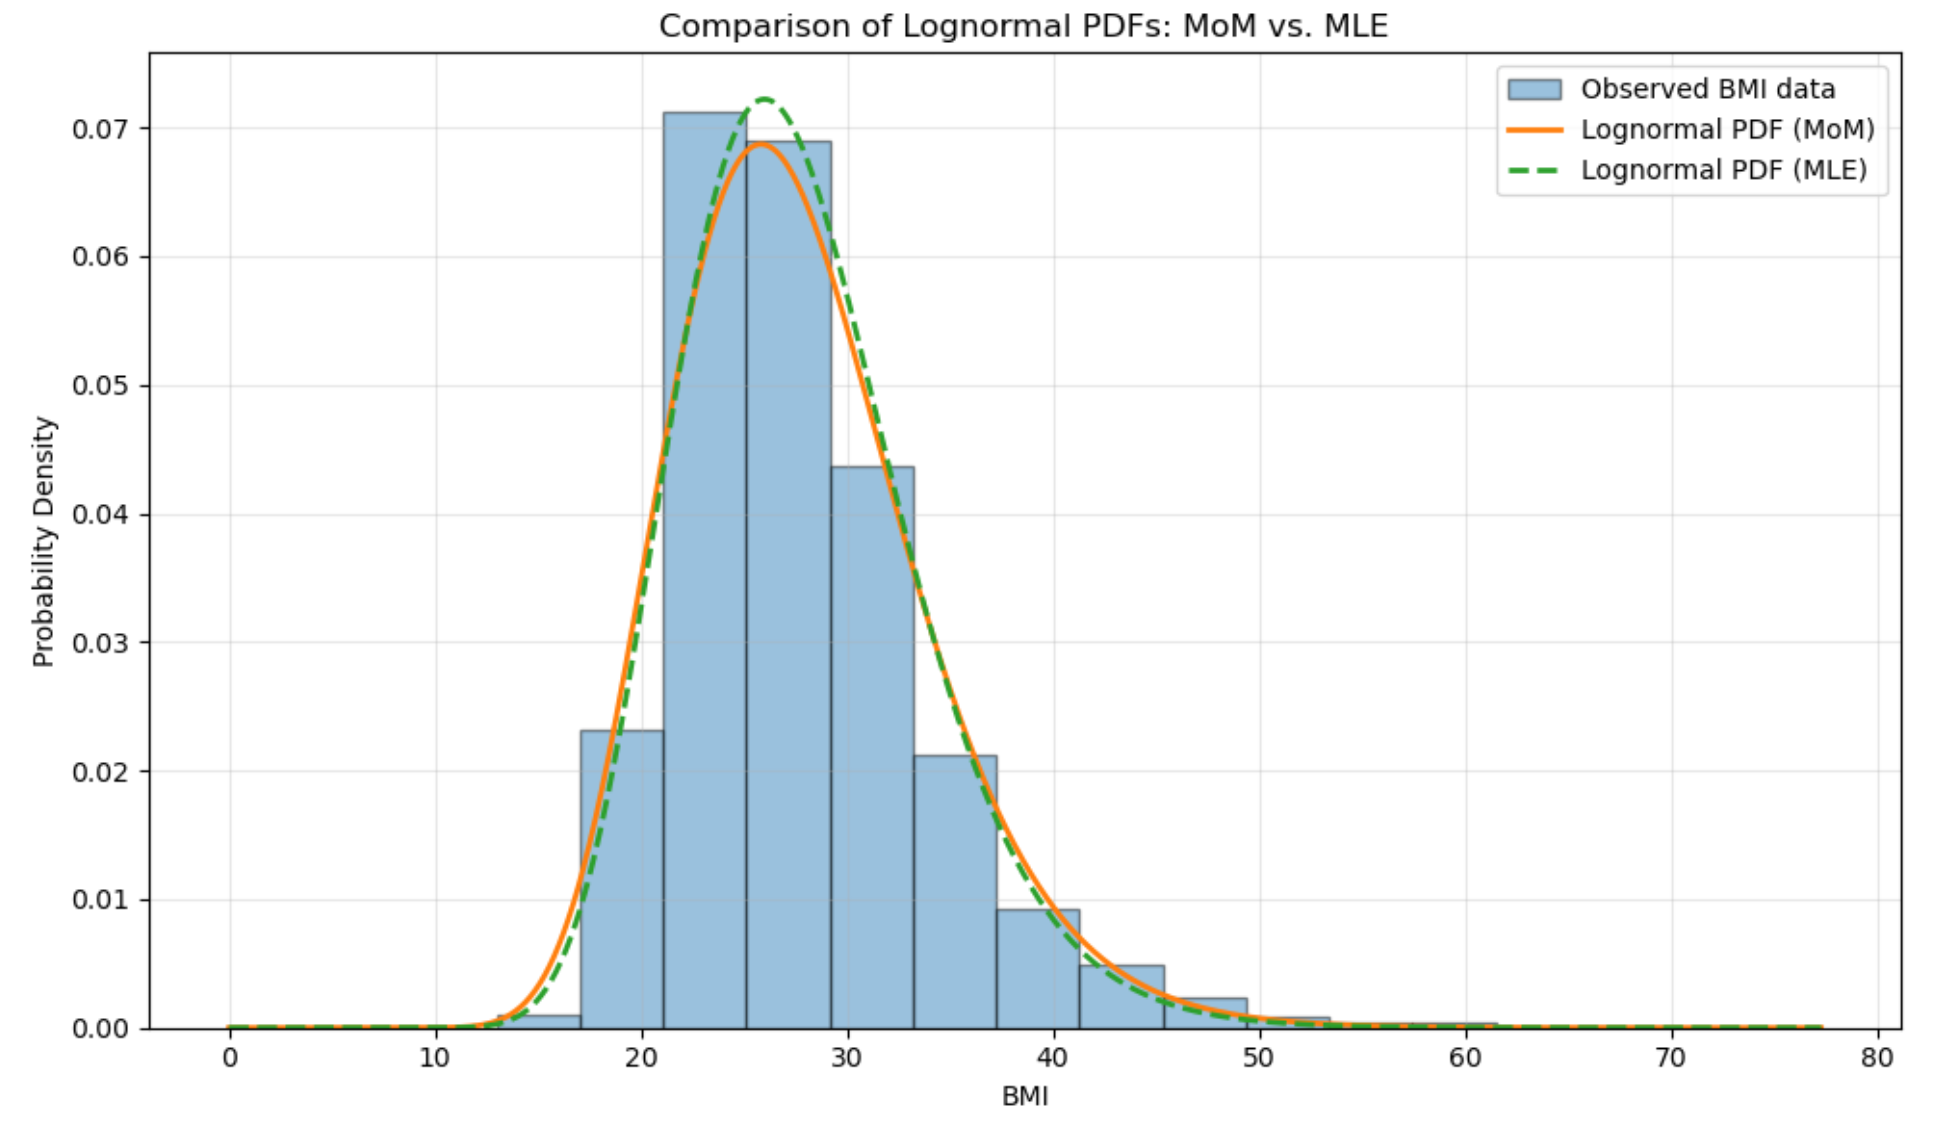 Comparison of Lognormal PDFs: MoM vs. MLE
Observed BMI data
Lognormal PDF (MoM)
Lognormal PDF (MLE)
Probability Density
0.07
0.06
0.05
0.04
0.03
0.02
0.01
0.00
0 10 20 30 40 50 60 70 80
BMI